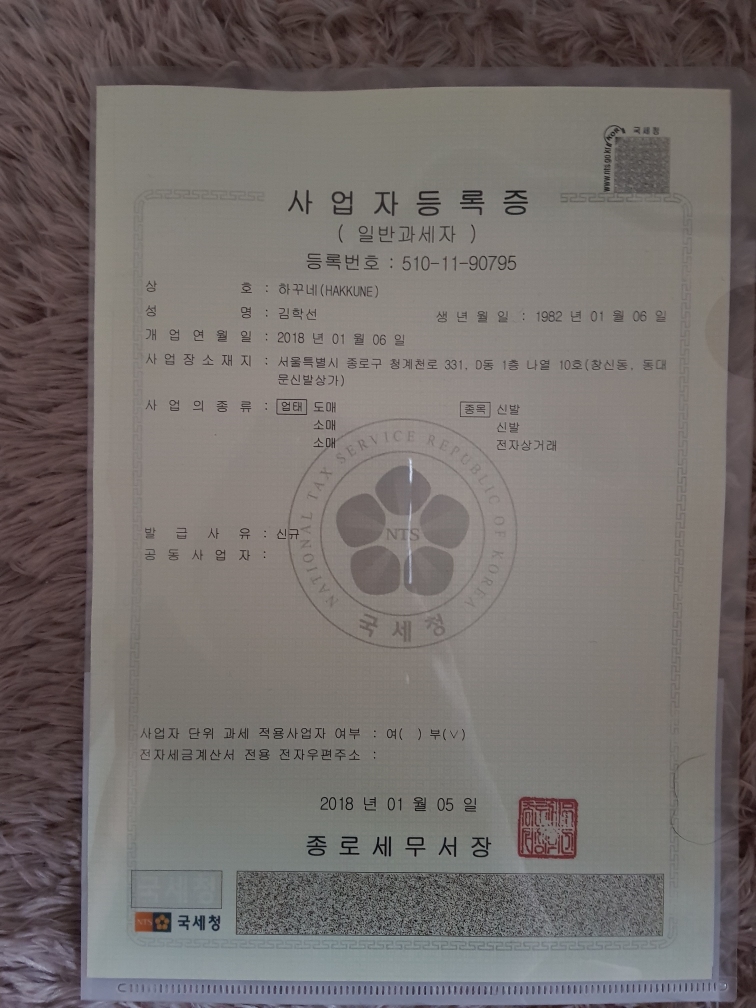 국세청
www.nts.go.kr
사업자등록증
( 일반과세자 )
등록번호 : 510-11-90795
상 호 : 하꾸네(HAKKUNE)
성 명 : 김학선 생 년 월 일 : 1982 년 01 월 06 일
개 업 연 월 일 : 2018 년 01 월 06 일
사 업 장 소 재 지 : 서울특별시 종로구 청계천로 331, D동 1층 나열 10호(창신동, 동대
문신발상가)
사 업 의 종 류 : 업태 도매 종목 신발
소매 신발
소매 전자상거래
NATIONAL TAX SERVICE REPUBLIC OF KOREA
NTS
국세청
발 급 사 유 : 신규
공 동 사 업 자 :
사업자 단위 과세 적용사업자 여부 : 여( ) 부(∨)
전자세금계산서 전용 전자우편주소 :
2018 년 01 월 05 일
종로세무서장
국세청
NTS 국세청